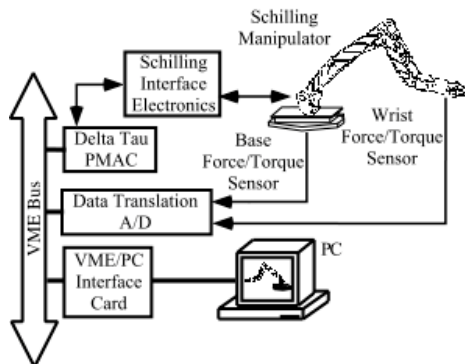 Schilling
Manipulator
Schilling
Interface
Electronics
Delta Tau
PMAC
Base
Force/Torque
Sensor
Wrist
Force/Torque
Sensor
Data Translation
A/D
VME Bus
VME/PC
Interface
Card
PC